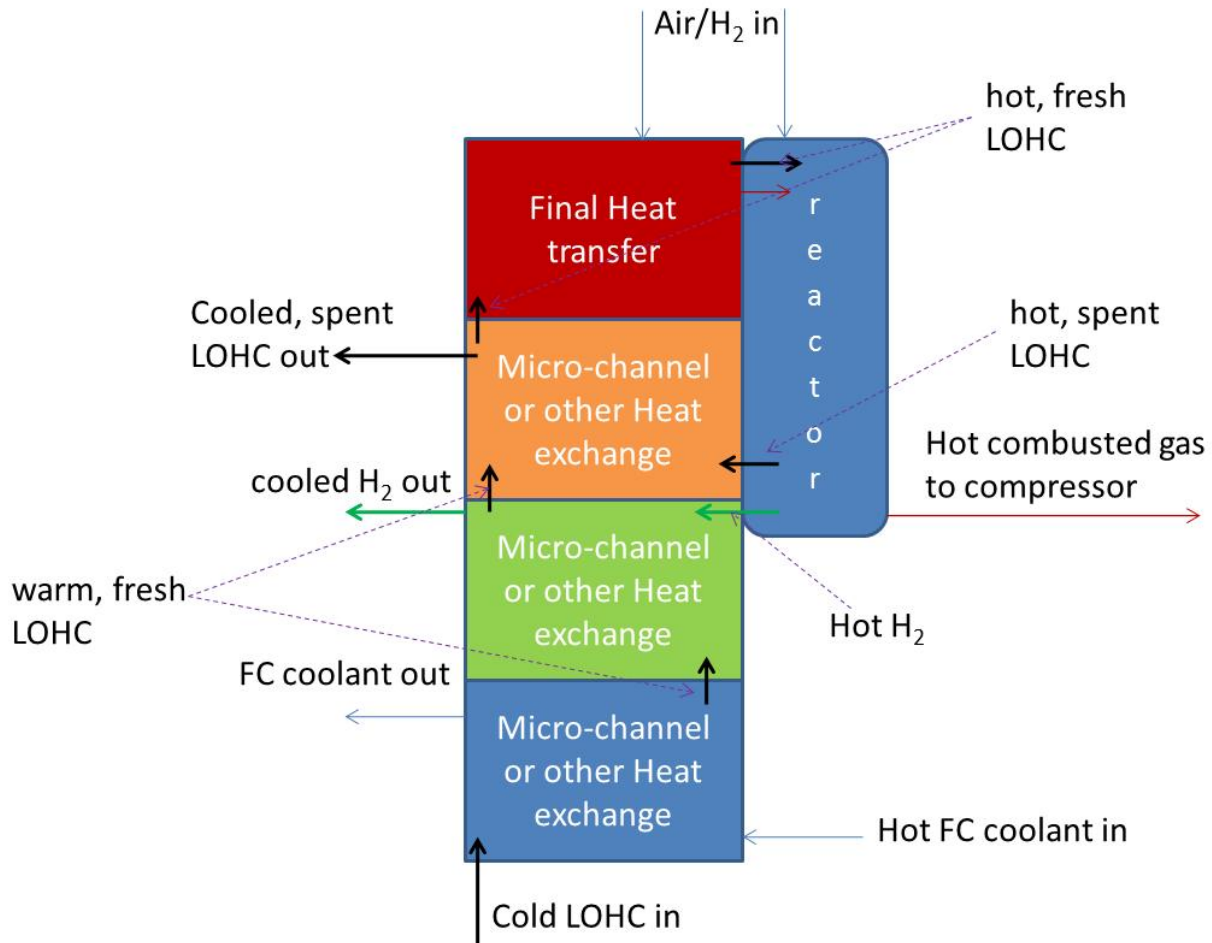 Air/H₂ in
hot, fresh
LOHC
Final Heat
transfer
r
e
a
c
t
o
r
Cooled, spent
LOHC out
hot, spent
LOHC
Micro-channel
or other Heat
exchange
Hot combusted gas
to compressor
cooled H₂ out
Micro-channel
or other Heat
exchange
warm, fresh
LOHC
Hot H₂
FC coolant out
Micro-channel
or other Heat
exchange
Hot FC coolant in
Cold LOHC in